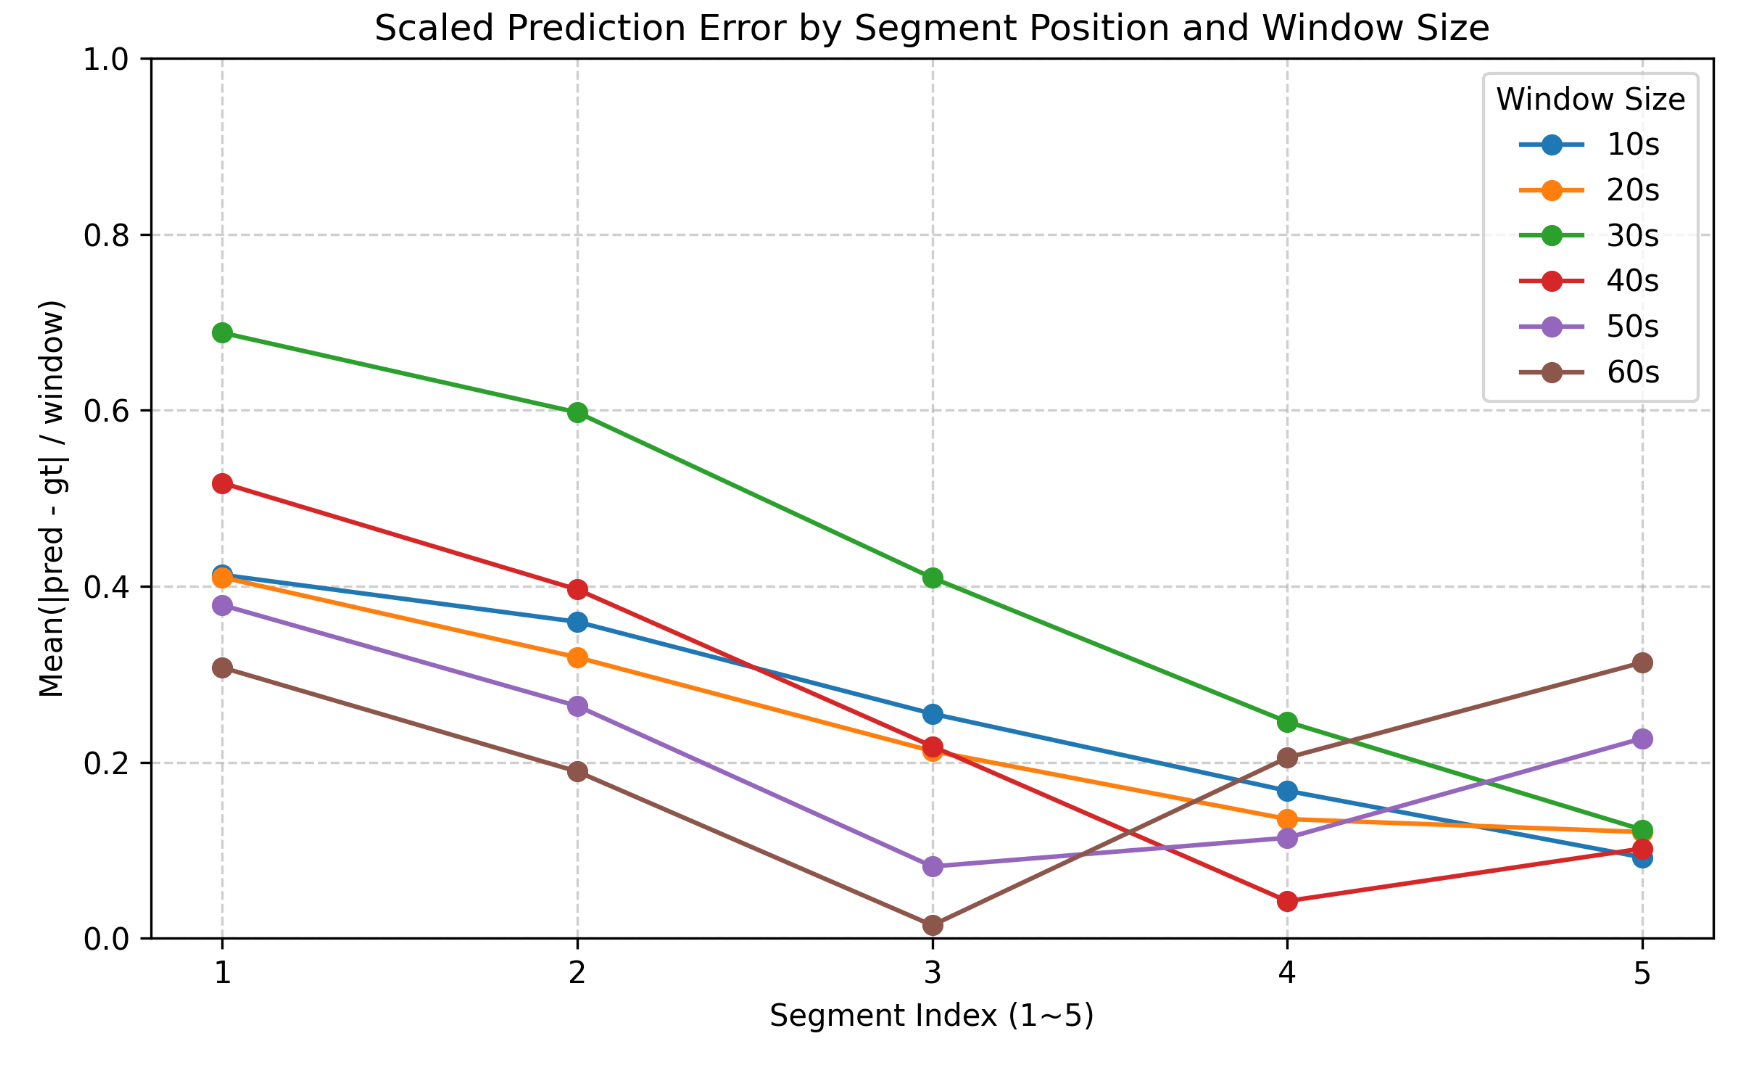 Scaled Prediction Error by Segment Position and Window Size
1.0
0.8
0.6
0.4
0.2
0.0
Mean(|pred - gt| / window)
Window Size
10s
20s
30s
40s
50s
60s
1 2 3 4 5
Segment Index (1~5)